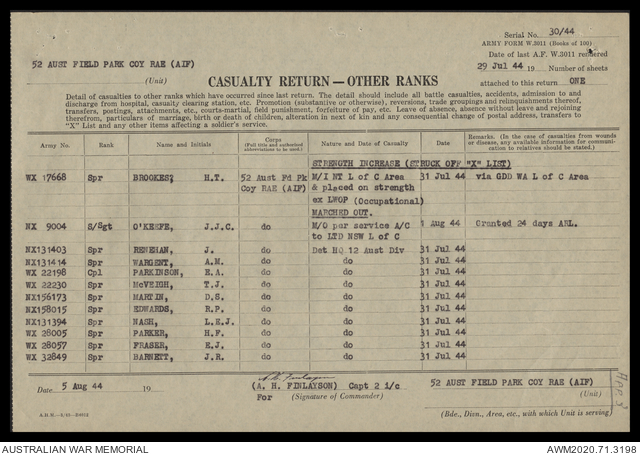 Serial No. 30/44
ARMY FORM W.3011 (Books of 100)
Date of last A.F. W.3011 rendered
52 AUST FIELD PARK COY RAE (AIF)
29 Jul 44 19 Number of sheets
(Unit)
attached to this return ONE
CASUALTY RETURN—OTHER RANKS
Detail of casualties to other ranks which have occurred since last return. The detail should include all battle casualties, accidents, admission to and
discharge from hospital, casualty clearing station, etc. Promotion (substantive or otherwise), reversions, trade groupings and relinquishments thereof,
transfers, postings, attachments, etc., courts-martial, field punishment, forfeiture of pay, etc. Leave of absence, absence without leave and rejoining
therefrom, particulars of marriage, birth or death of children, alteration in next of kin and any consequential change of postal address, transfers to
"X" List and any other items affecting a soldier's service.
Army No. Rank Name and Initials Corps (Full title and authorized abbreviations to be used.) Nature and Date of Casualty Date Remarks. (In the case of casualties from wounds or disease, any available information for communication to relatives should be stated.)
STRENGTH INCREASE (STRUCK OFF "X" LIST)
WX 17668 Spr BROOKES, H.T. 52 Aust Fd Pk M/I NT L of C Area 31 Jul 44 via GDD WA L of C Area
Coy RAE (AIF) & placed on strength
ex LWOP (Occupational)
MARCHED OUT.
NX 9004 S/Sgt O'KEEFE, J.J.C. do M/O per service A/C 1 Aug 44 Granted 24 days ARL.
to LTD NSW L of C
NX131403 Spr RENEHAN, J. do Det HQ 12 Aust Div 31 Jul 44
NX131414 Spr WARGENT, A.M. do do 31 Jul 44
WX 22198 Cpl PARKINSON, E.A. do do 31 Jul 44
WX 22230 Spr McVEIGH, T.J. do do 31 Jul 44
NX156173 Spr MARTIN, D.S. do do 31 Jul 44
NX158015 Spr EDWARDS, R.P. do do 31 Jul 44
NX131394 Spr NASH, L.E.J. do do 31 Jul 44
WX 28005 Spr PARKER, H.F. do do 31 Jul 44
WX 28057 Spr FRASER, E.J. do do 31 Jul 44
WX 32849 Spr BARNETT, J.R. do do 31 Jul 44
A. H. Finlayson
Date 5 Aug 44 19 (A. H. FINLAYSON) Capt 2 i/c 52 AUST FIELD PARK COY RAE (AIF)
For (Signature of Commander) (Unit)
(Bde., Disn., Area, etc., with which Unit is serving)
AUSTRALIAN WAR MEMORIAL
AWM2020.71.3198